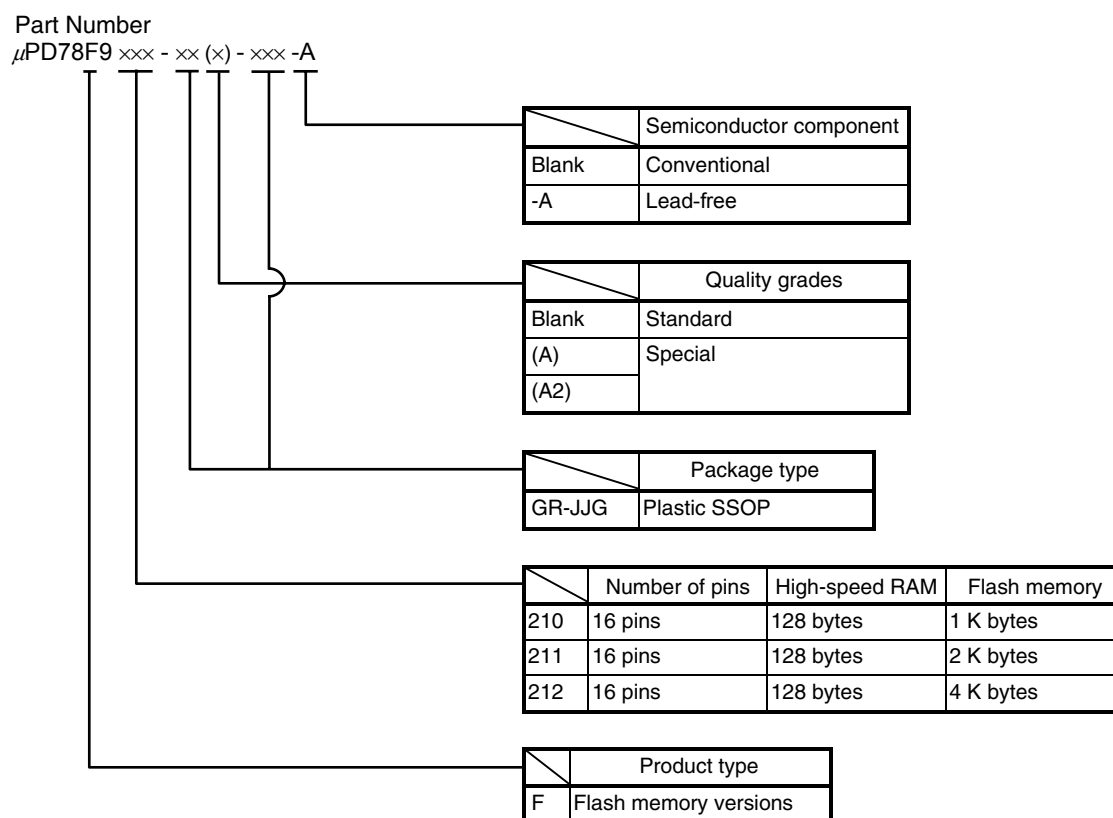 Part Number
μPD78F9 ××× - ×× (×) - ××× -A
Semiconductor component
Blank Conventional
-A Lead-free
Quality grades
Blank Standard
(A) Special
(A2)
Package type
GR-JJG Plastic SSOP
Number of pins High-speed RAM Flash memory
210 16 pins 128 bytes 1 K bytes
211 16 pins 128 bytes 2 K bytes
212 16 pins 128 bytes 4 K bytes
Product type
F Flash memory versions